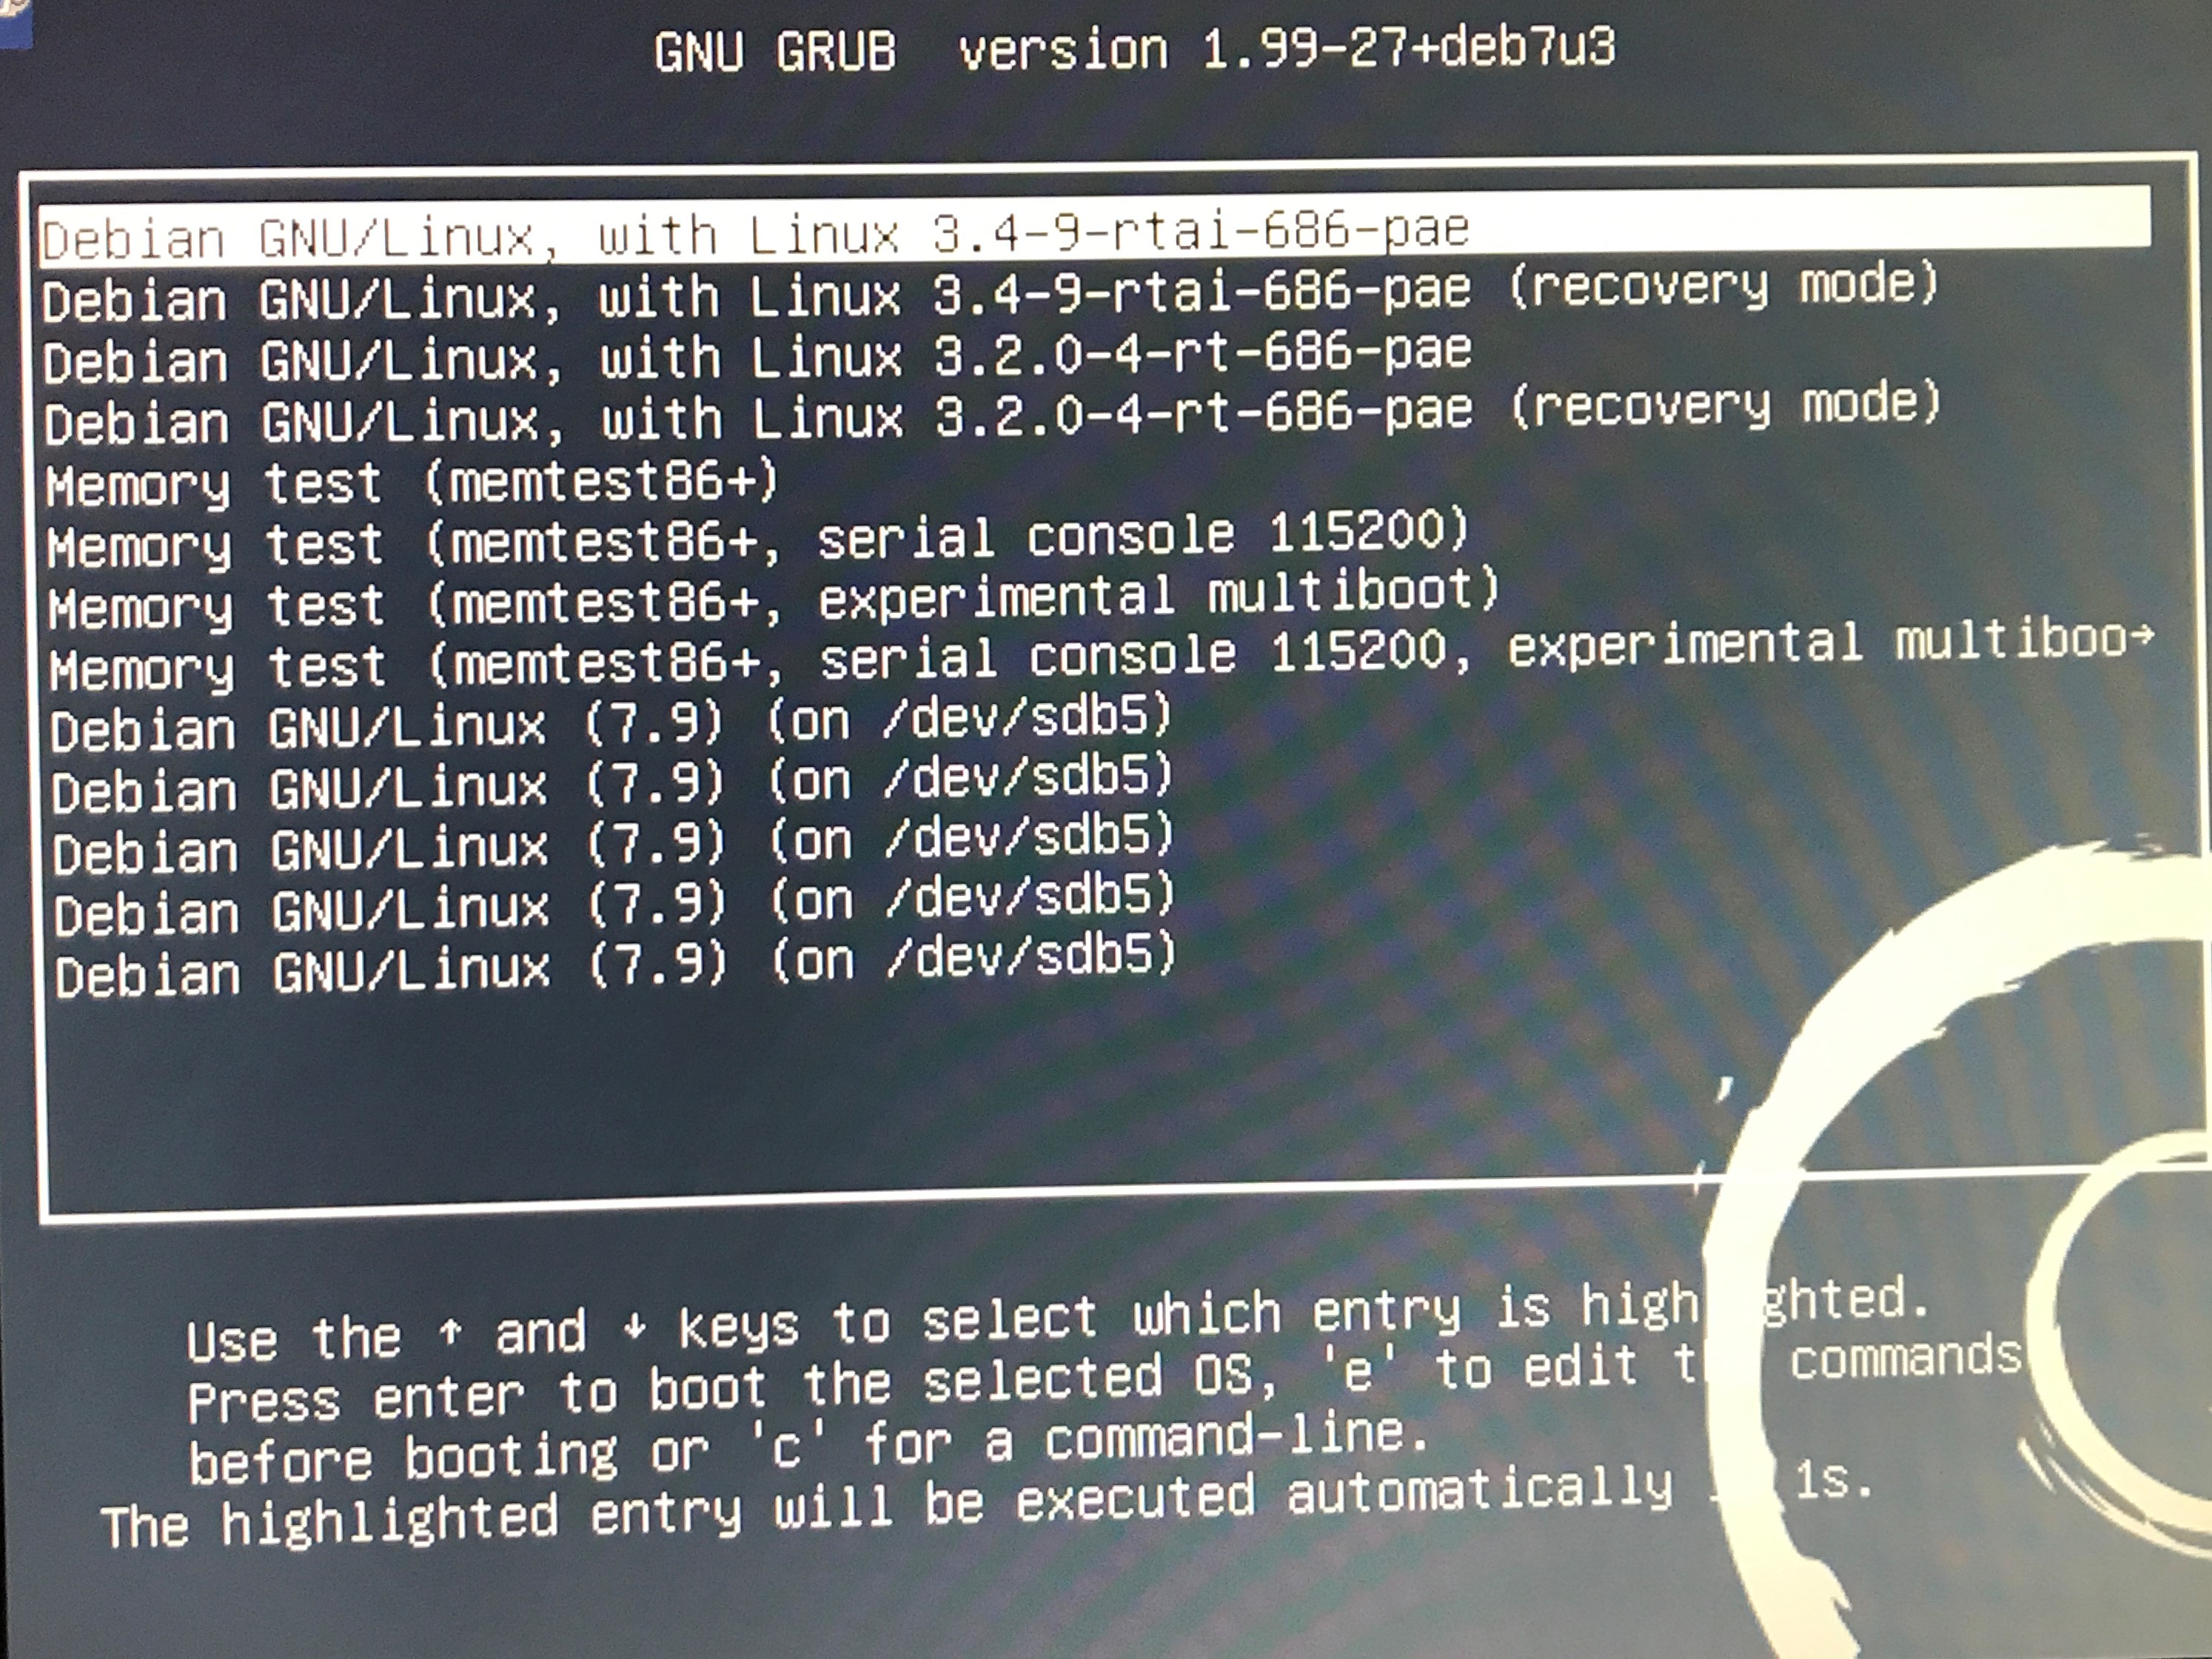 GNU GRUB version 1.99-27+deb7u3
Debian GNU/Linux, with Linux 3.4-9-rtai-686-pae
Debian GNU/Linux, with Linux 3.4-9-rtai-686-pae (recovery mode)
Debian GNU/Linux, with Linux 3.2.0-4-rt-686-pae
Debian GNU/Linux, with Linux 3.2.0-4-rt-686-pae (recovery mode)
Memory test (memtest86+)
Memory test (memtest86+, serial console 115200)
Memory test (memtest86+, experimental multiboot)
Memory test (memtest86+, serial console 115200, experimental multiboo→
Debian GNU/Linux (7.9) (on /dev/sdb5)
Debian GNU/Linux (7.9) (on /dev/sdb5)
Debian GNU/Linux (7.9) (on /dev/sdb5)
Debian GNU/Linux (7.9) (on /dev/sdb5)
Debian GNU/Linux (7.9) (on /dev/sdb5)
Use the ↑ and ↓ keys to select which entry is highlighted.
Press enter to boot the selected OS, 'e' to edit the commands
before booting or 'c' for a command-line.
The highlighted entry will be executed automatically in 1s.